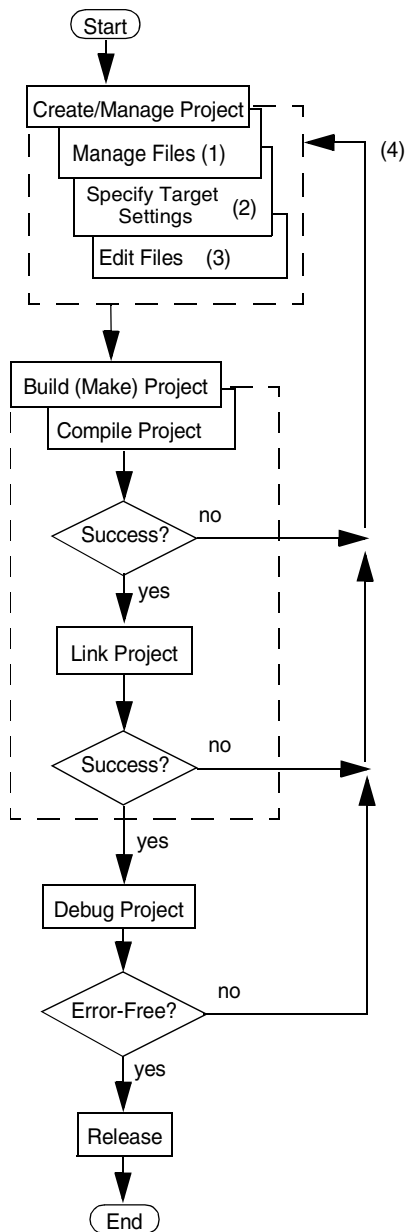 Start
Create/Manage Project
Manage Files (1)
(4)
Specify Target
Settings
(2)
Edit Files (3)
Build (Make) Project
Compile Project
Success?
no
yes
Link Project
Success?
no
yes
Debug Project
Error-Free?
no
yes
Release
End